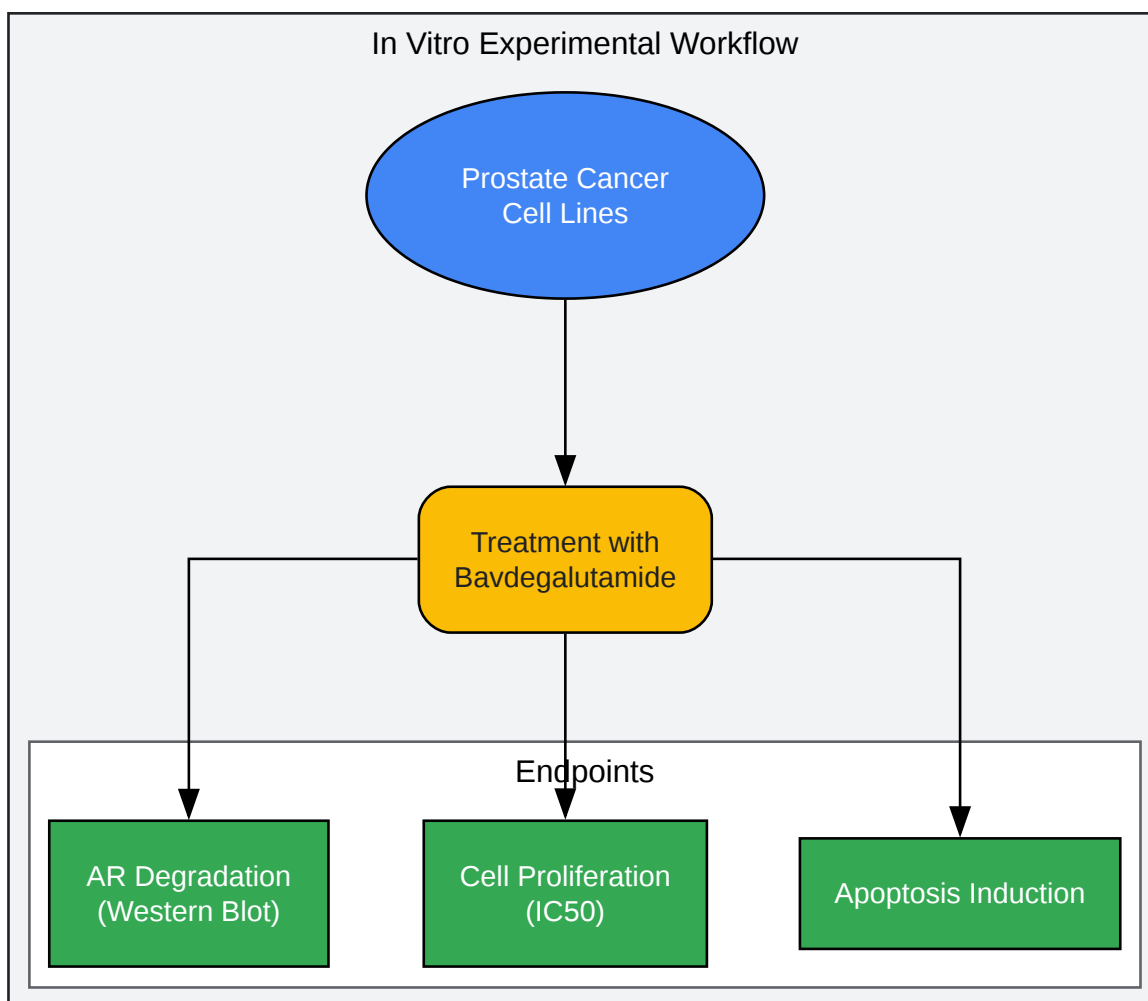 In Vitro Experimental Workflow
Prostate Cancer
Cell Lines
Treatment with
Bavdegalutamide
Endpoints
AR Degradation
(Western Blot)
Cell Proliferation
(IC50)
Apoptosis Induction